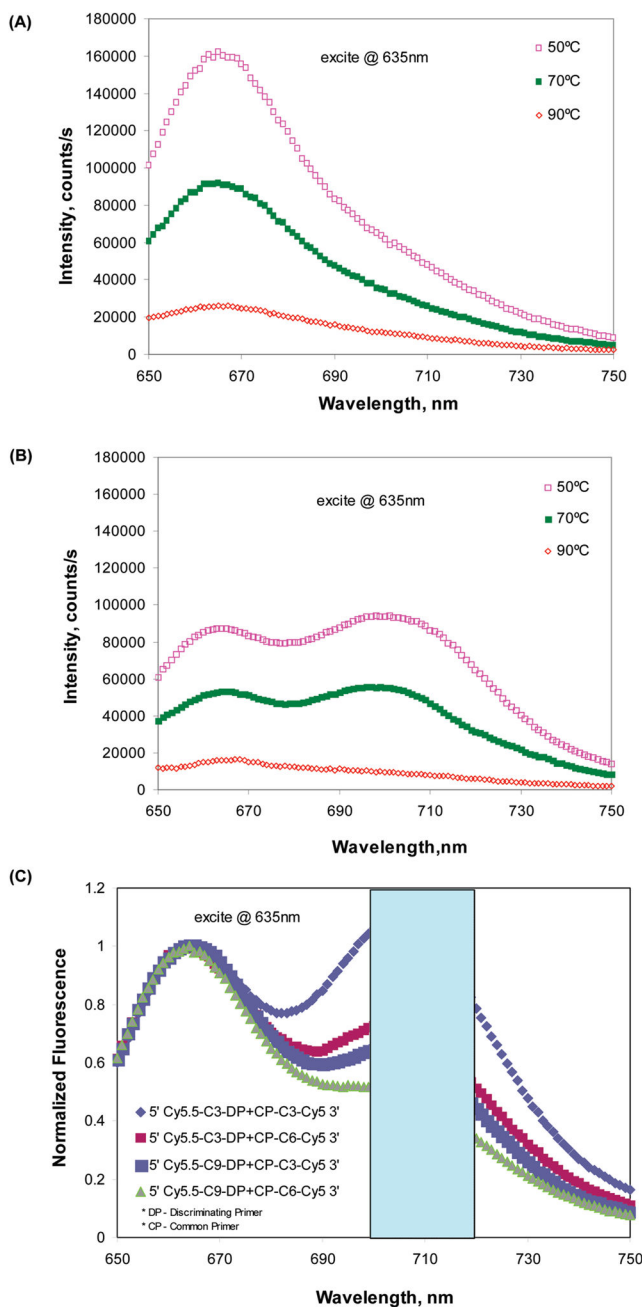 (A)
180000
160000
140000
120000
100000
80000
60000
40000
20000
0
Intensity, counts/s
excite @ 635nm
50ºC
70ºC
90ºC
650 670 690 710 730 750
Wavelength, nm
(B)
180000
160000
140000
120000
100000
80000
60000
40000
20000
0
Intensity, counts/s
excite @ 635nm
50ºC
70ºC
90ºC
650 670 690 710 730 750
Wavelength,nm
(C)
1.2
1
0.8
0.6
0.4
0.2
0
Normalized Fluorescence
excite @ 635nm
5' Cy5.5-C3-DP+CP-C3-Cy5 3'
5' Cy5.5-C3-DP+CP-C6-Cy5 3'
5' Cy5.5-C9-DP+CP-C3-Cy5 3'
5' Cy5.5-C9-DP+CP-C6-Cy5 3'
* DP - Discriminating Primer
* CP - Common Primer
650 670 690 710 730 750
Wavelength, nm